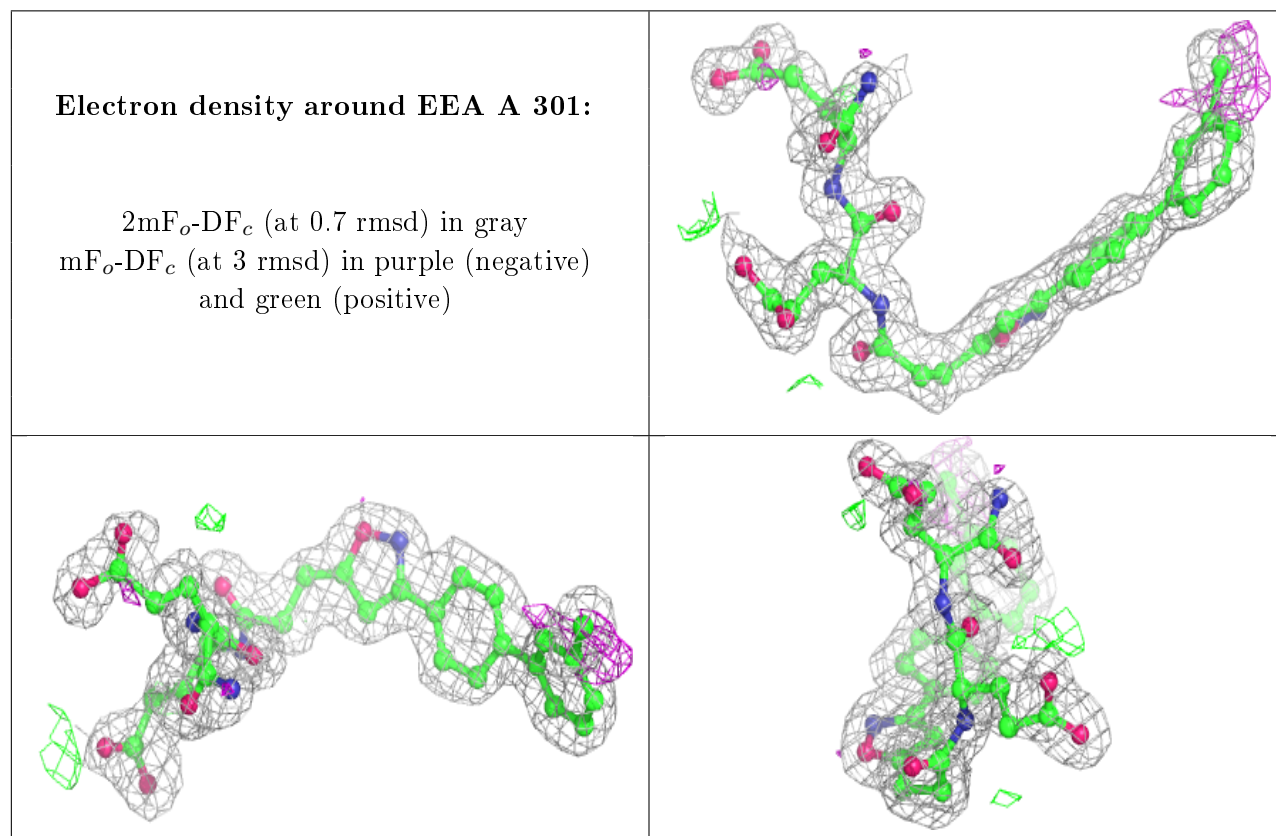 Electron density around EEA A 301:
2mFo-DFc (at 0.7 rmsd) in gray
mFo-DFc (at 3 rmsd) in purple (negative)
and green (positive)